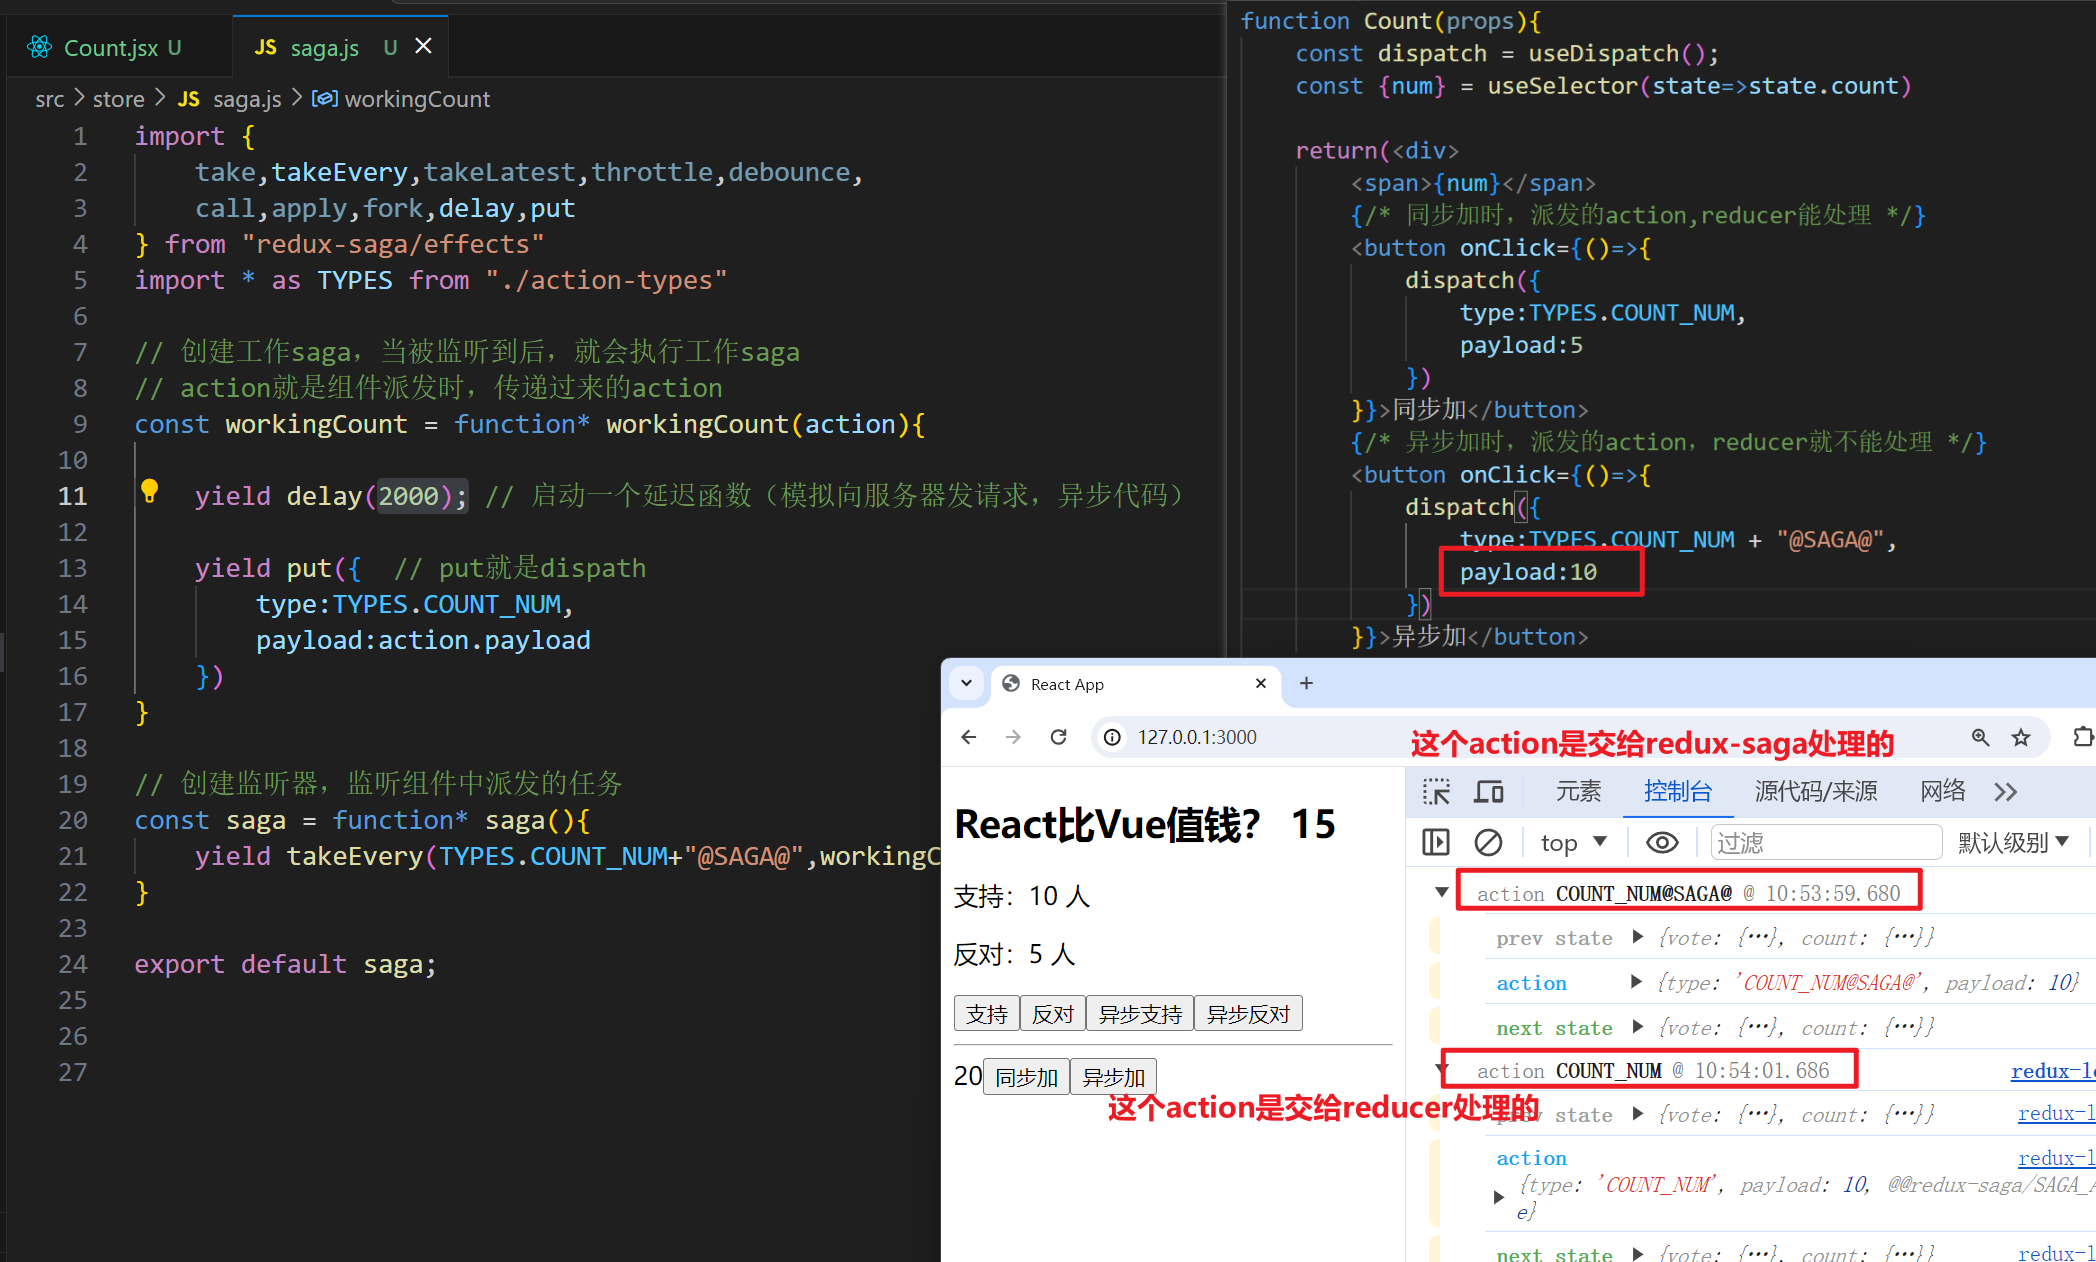 Count.jsx U
JS saga.js U
src > store > JS saga.js > workingCount
1 import {
2 take,takeEvery,takeLatest,throttle,debounce,
3 call,apply,fork,delay,put
4 } from "redux-saga/effects"
5 import * as TYPES from "./action-types"
6
7 // 创建工作saga，当被监听到后，就会执行工作saga
8 // action就是组件派发时，传递过来的action
9 const workingCount = function* workingCount(action){
10
11 yield delay(2000); // 启动一个延迟函数（模拟向服务器发请求，异步代码）
12
13 yield put({ // put就是dispath
14 type:TYPES.COUNT_NUM,
15 payload:action.payload
16 })
17 }
18
19 // 创建监听器，监听组件中派发的任务
20 const saga = function* saga(){
21 yield takeEvery(TYPES.COUNT_NUM+"@SAGA@",workingC
22 }
23
24 export default saga;
25
26
27
function Count(props){
const dispatch = useDispatch();
const {num} = useSelector(state=>state.count)
return(<div>
<span>{num}</span>
{/* 同步加时，派发的action,reducer能处理 */}
<button onClick={()=>{
dispatch({
type:TYPES.COUNT_NUM,
payload:5
})
}}>同步加</button>
{/* 异步加时，派发的action，reducer就不能处理 */}
<button onClick={()=>{
dispatch({
type:TYPES.COUNT_NUM + "@SAGA@",
payload:10
})
}}>异步加</button>
React App
127.0.0.1:3000
这个action是交给redux-saga处理的
React比Vue值钱？ 15
支持：10 人
反对：5 人
支持 反对 异步支持 异步反对
20 同步加 异步加
这个action是交给reducer处理的
元素 控制台 源代码/来源 网络
top 过滤 默认级别
action COUNT_NUM@SAGA@ @ 10:53:59.680
prev state {vote: {…}, count: {…}}
action {type: 'COUNT_NUM@SAGA@', payload: 10}
next state {vote: {…}, count: {…}}
action COUNT_NUM @ 10:54:01.686 redux-l
prev state {vote: {…}, count: {…}} redux-l
action redux-l
{type: 'COUNT_NUM', payload: 10, @@redux-saga/SAGA_A
e}
next state {vote: {…}, count: {…}} redux-l